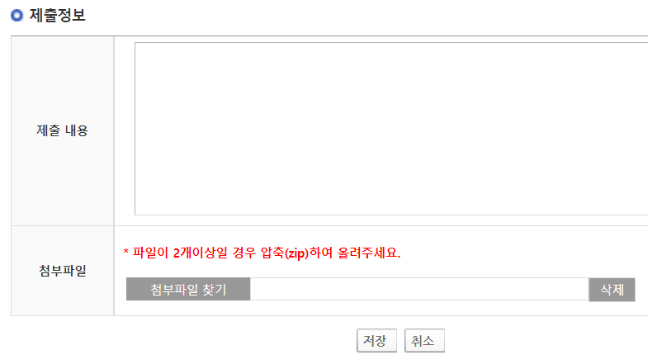 제출정보
제출 내용
* 파일이 2개이상일 경우 압축(zip)하여 올려주세요.
첨부파일
첨부파일 찾기
삭제
저장
취소